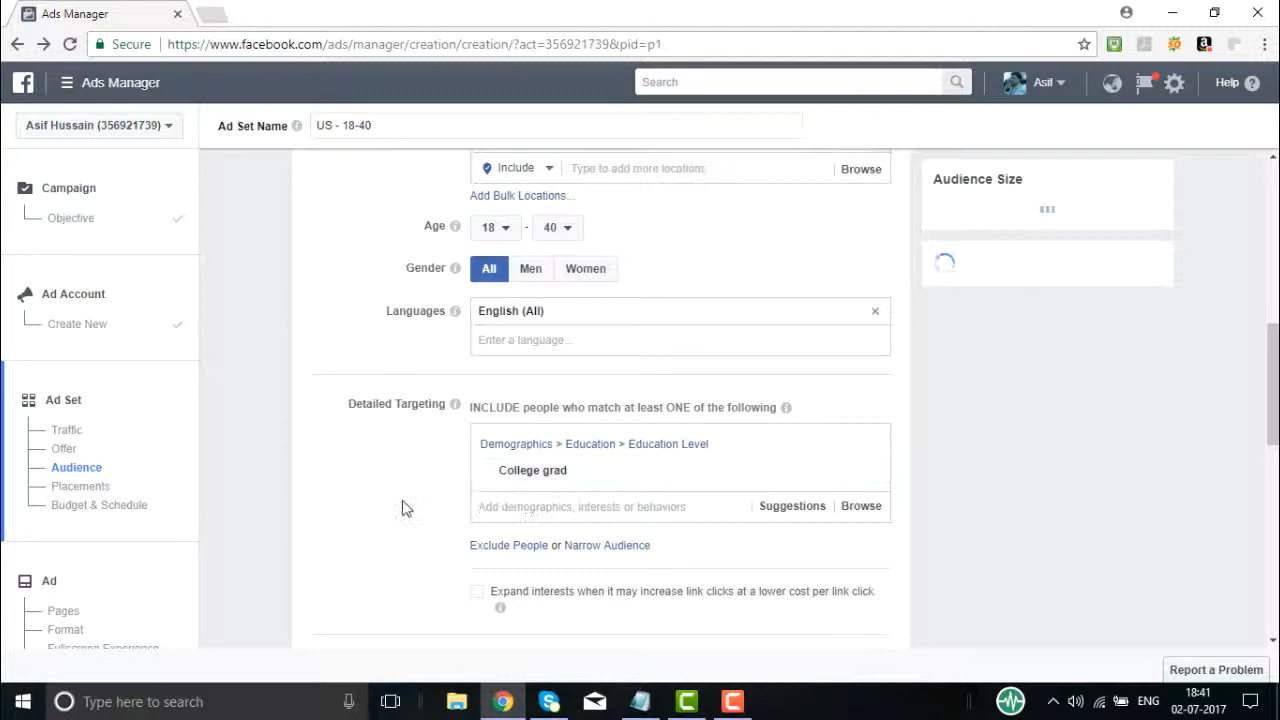 Ads Manager
Secure https://www.facebook.com/ads/manager/creation/creation/?act=356921739&pid=p1
Ads Manager
Search
Asif
Help
Asif Hussain (356921739)
Ad Set Name
US - 18-40
Campaign
Objective
Ad Account
Create New
Ad Set
Traffic
Offer
Audience
Placements
Budget & Schedule
Ad
Pages
Format
Fullscreen Experience
Include
Type to add more locations
Browse
Add Bulk Locations...
Age
18 - 40
Gender
All Men Women
Languages
English (All)
Enter a language...
Detailed Targeting
INCLUDE people who match at least ONE of the following
Demographics > Education > Education Level
College grad
Add demographics, interests or behaviors
Suggestions Browse
Exclude People or Narrow Audience
Expand interests when it may increase link clicks at a lower cost per link click.
Audience Size
Report a Problem
Type here to search
ENG
18:41
02-07-2017